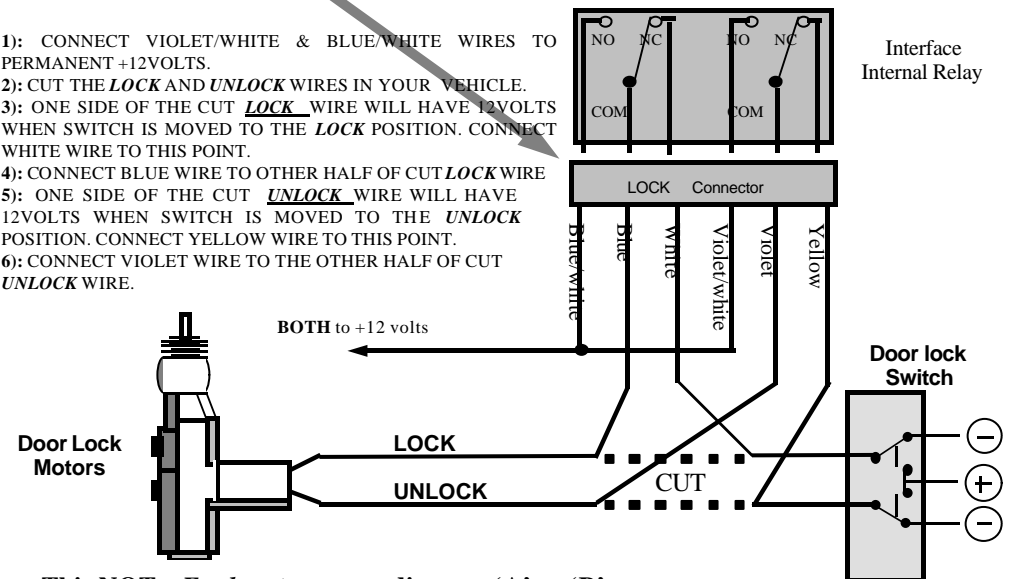 1): CONNECT VIOLET/WHITE & BLUE/WHITE WIRES TO
PERMANENT +12VOLTS.
2): CUT THE LOCK AND UNLOCK WIRES IN YOUR VEHICLE.
3): ONE SIDE OF THE CUT LOCK WIRE WILL HAVE 12VOLTS
WHEN SWITCH IS MOVED TO THE LOCK POSITION. CONNECT
WHITE WIRE TO THIS POINT.
4): CONNECT BLUE WIRE TO OTHER HALF OF CUT LOCK WIRE
5): ONE SIDE OF THE CUT UNLOCK WIRE WILL HAVE
12VOLTS WHEN SWITCH IS MOVED TO THE UNLOCK
POSITION. CONNECT YELLOW WIRE TO THIS POINT.
6): CONNECT VIOLET WIRE TO THE OTHER HALF OF CUT
UNLOCK WIRE.
NO NC NO NC
COM COM
Interface
Internal Relay
LOCK Connector
Blue/white
Blue
White
Violet/white
Violet
Yellow
BOTH to +12 volts
Door lock
Switch
Door Lock
Motors
LOCK
UNLOCK
CUT
−
+
−